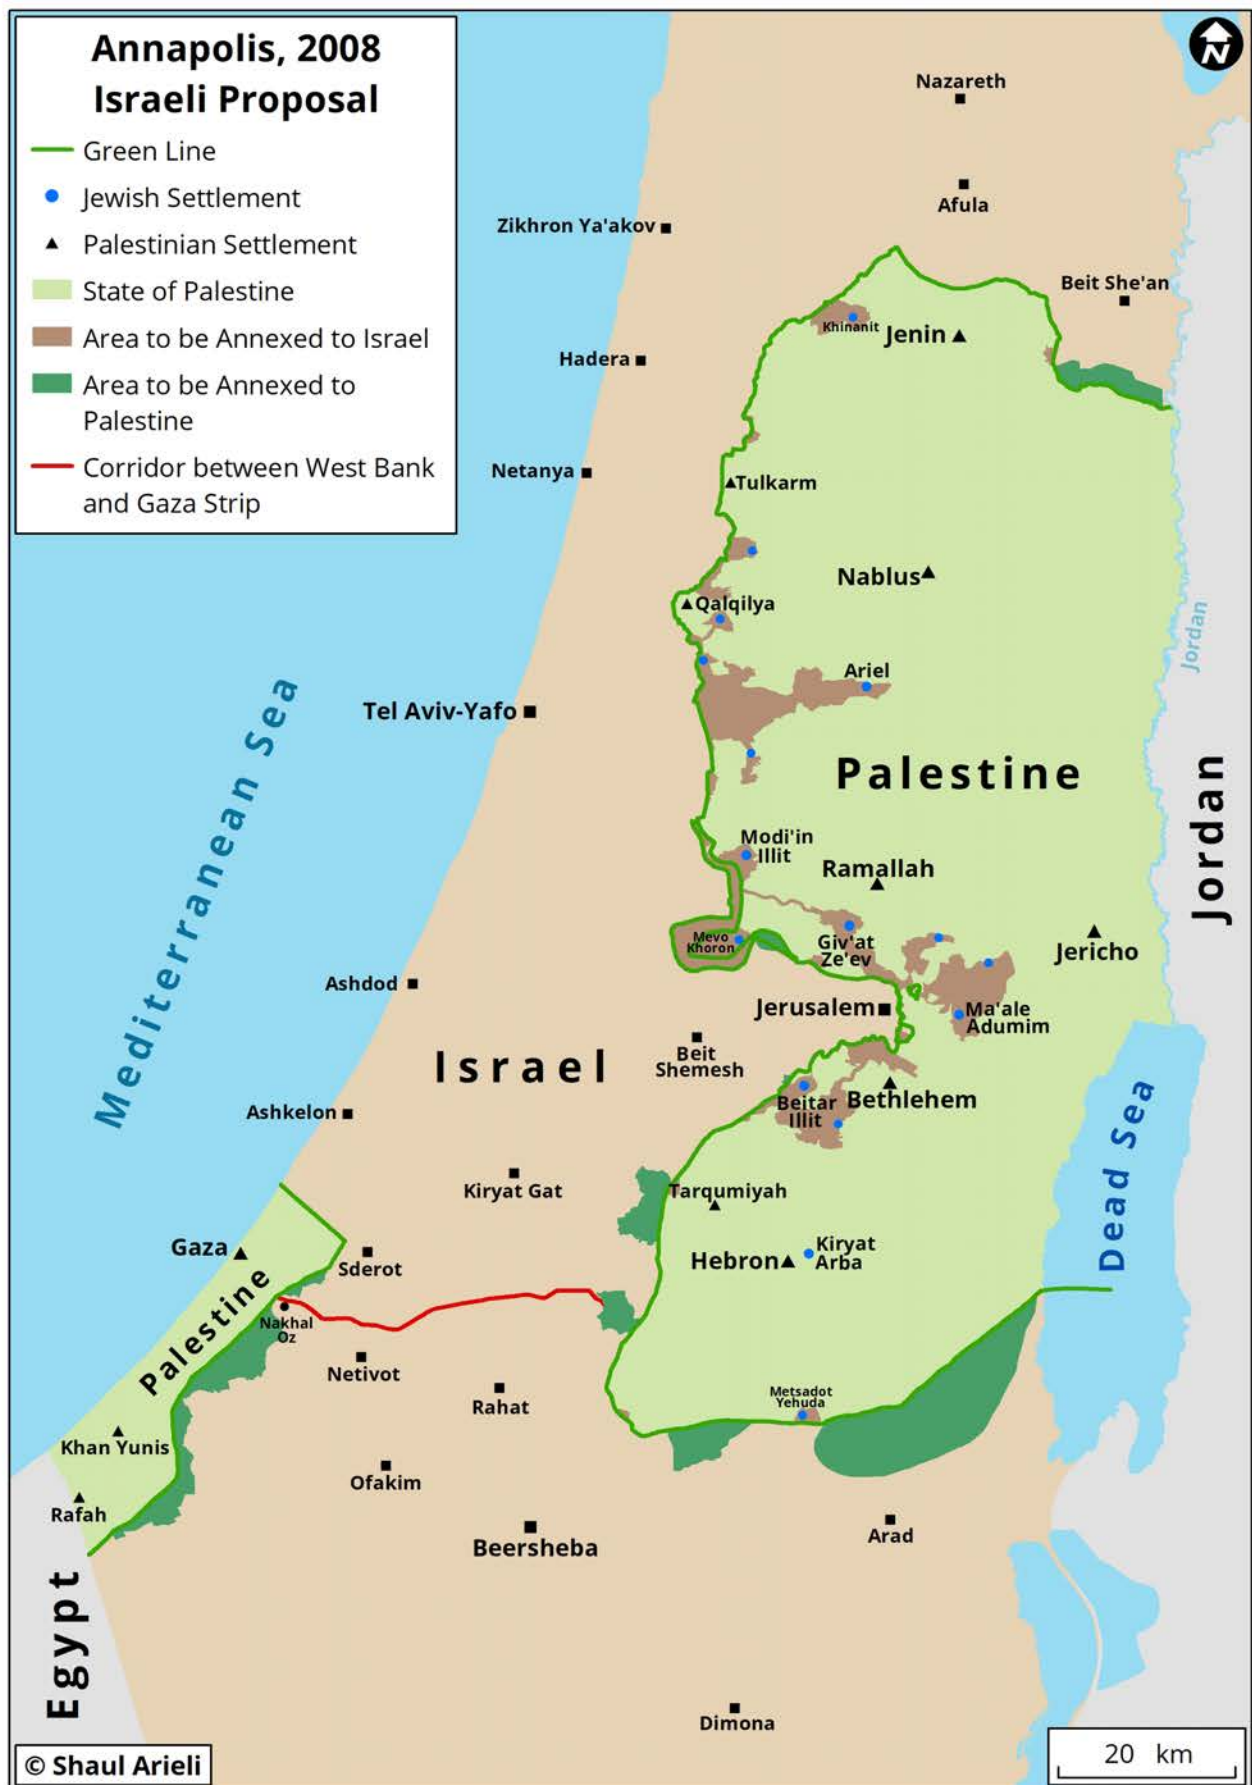 Annapolis, 2008
Israeli Proposal
Green Line
Jewish Settlement
Palestinian Settlement
State of Palestine
Area to be Annexed to Israel
Area to be Annexed to
Palestine
Corridor between West Bank
and Gaza Strip
N
Nazareth
Afula
Zikhron Ya'akov
Beit She'an
Khinanit
Jenin
Hadera
Netanya
Tulkarm
Nablus
Qalqilya
Jordan
Ariel
Tel Aviv-Yafo
Mediterranean Sea
Palestine
Jordan
Modi'in
Illit
Ramallah
Mevo
Khoron
Giv'at
Ze'ev
Jericho
Ashdod
Jerusalem
Ma'ale
Adumim
Israel
Beit
Shemesh
Ashkelon
Beitar
Illit
Bethlehem
Dead Sea
Kiryat Gat
Tarqumiyah
Gaza
Sderot
Hebron
Kiryat
Arba
Palestine
Nakhal
Oz
Netivot
Rahat
Metsadot
Yehuda
Khan Yunis
Ofakim
Rafah
Beersheba
Arad
Egypt
Dimona
© Shaul Arieli
20 km